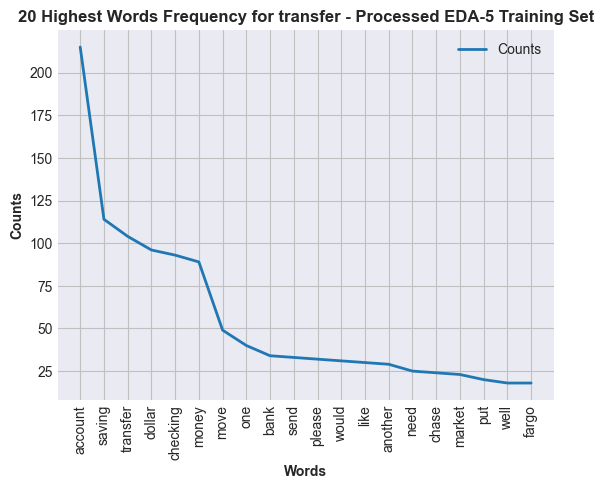 20 Highest Words Frequency for transfer - Processed EDA-5 Training Set
Counts
200
175
150
125
100
75
50
25
Counts
account
saving
transfer
dollar
checking
money
move
one
bank
send
please
would
like
another
need
chase
market
put
well
fargo
Words